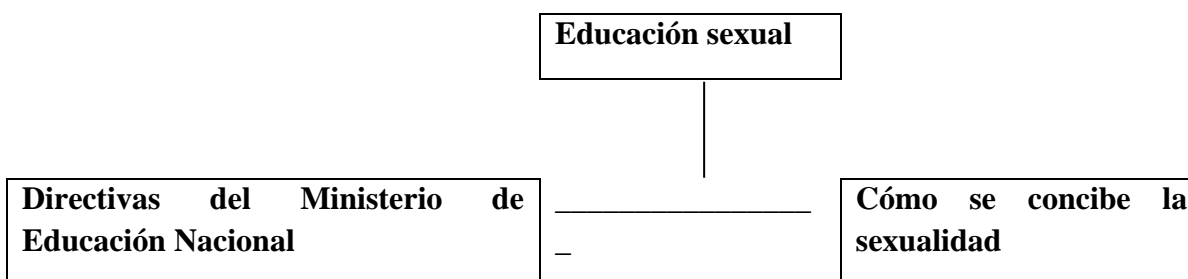 Educación sexual
Directivas del Ministerio de
Educación Nacional
________________
_
Cómo se concibe la
sexualidad